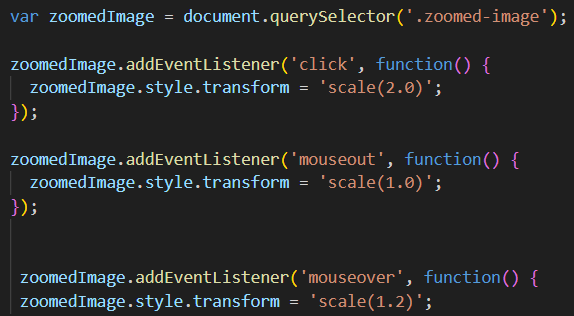 var zoomedImage = document.querySelector('.zoomed-image');
zoomedImage.addEventListener('click', function() {
zoomedImage.style.transform = 'scale(2.0)';
});
zoomedImage.addEventListener('mouseout', function() {
zoomedImage.style.transform = 'scale(1.0)';
});
zoomedImage.addEventListener('mouseover', function() {
zoomedImage.style.transform = 'scale(1.2)';